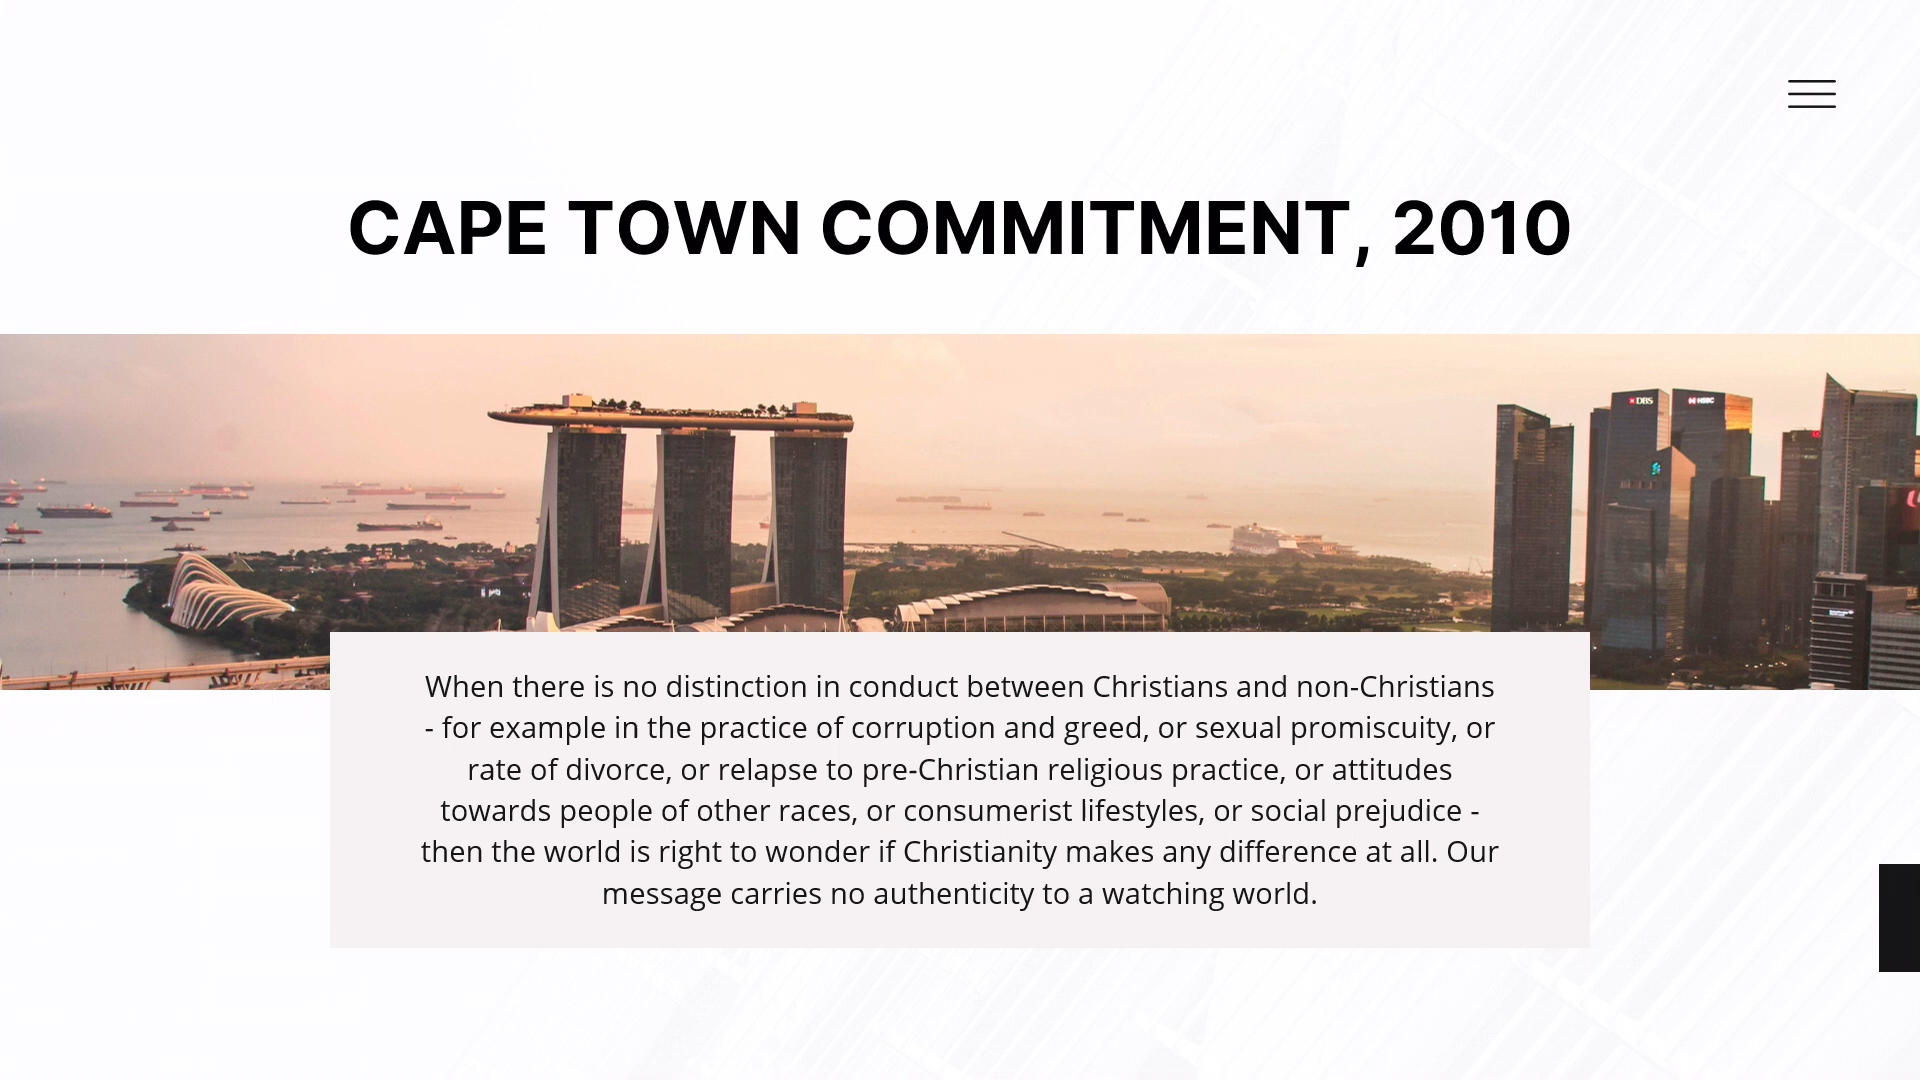 CAPE TOWN COMMITMENT, 2010
DBS
HSBC
When there is no distinction in conduct between Christians and non-Christians
- for example in the practice of corruption and greed, or sexual promiscuity, or
rate of divorce, or relapse to pre-Christian religious practice, or attitudes
towards people of other races, or consumerist lifestyles, or social prejudice -
then the world is right to wonder if Christianity makes any difference at all. Our
message carries no authenticity to a watching world.